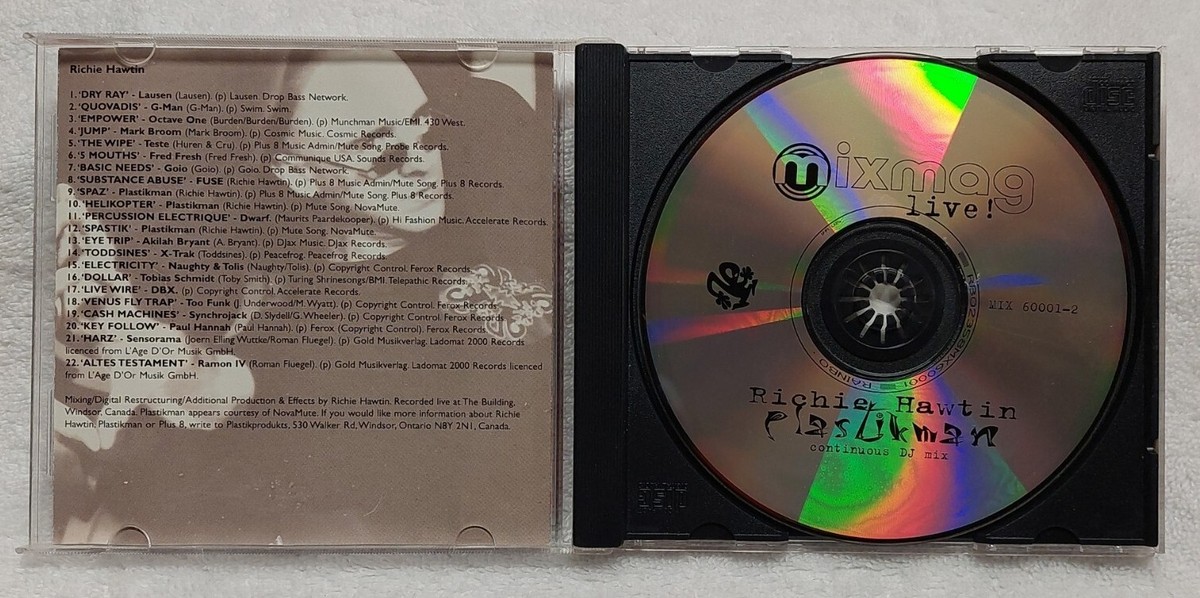 Richie Hawtin
1. 'DRY RAY' - Lausen (Lausen). (p) Lausen. Drop Bass Network.
2. 'QUOVADIS' - G-Man (G-Man). (p) Swim. Swim.
3. 'EMPOWER' - Octave One (Burden/Burden/Burden). (p) Munchman Music/EMI. 430 West.
4. 'JUMP' - Mark Broom (Mark Broom). (p) Cosmic Music. Cosmic Records.
5. 'THE WIPE' - Teste (Huren & Cru). (p) Plus 8 Music Admin/Mute Song. Probe Records.
6. '5 MOUTHS' - Fred Fresh (Fred Fresh). (p) Communique USA. Sounds Records.
7. 'BASIC NEEDS' - Goio (Goio). (p) Goio. Drop Bass Network.
8. 'SUBSTANCE ABUSE' - FUSE (Richie Hawtin). (p) Plus 8 Music Admin/Mute Song. Plus 8 Records.
9. 'SPAZ' - Plastikman (Richie Hawtin). (p) Plus 8 Music Admin/Mute Song. Plus 8 Records.
10. 'HELIKOPTER' - Plastikman (Richie Hawtin). (p) Mute Song. NovaMute.
11. 'PERCUSSION ELECTRIQUE' - Dwarf. (Maurits Paardekooper). (p) Hi Fashion Music. Accelerate Records.
12. 'SPASTIK' - Plastikman (Richie Hawtin). (p) Mute Song. NovaMute.
13. 'EYE TRIP' - Akilah Bryant (A. Bryant). (p) DJax Music. DJax Records.
14. 'TODDSINES' - X-Trak (Toddsines). (p) Peacefrog. Peacefrog Records.
15. 'ELECTRICITY' - Naughty & Tolis (Naughty/Tolis). (p) Copyright Control. Ferox Records.
16. 'DOLLAR' - Tobias Schmidt (Toby Smith). (p) Turing Shrinesongs/BMI. Telepathic Records.
17. 'LIVE WIRE' - DBX. (p) Copyright Control. Accelerate Records.
18. 'VENUS FLY TRAP' - Too Funk (J. Underwood/M. Wyatt). (p) Copyright Control. Ferox Records.
19. 'CASH MACHINES' - Synchrojack (D. Slydell/G. Wheeler). (p) Copyright Control. Ferox Records.
20. 'KEY FOLLOW' - Paul Hannah (Paul Hannah). (p) Ferox (Copyright Control). Ferox Records.
21. 'HARZ' - Sensorama (Joern Elling Wuttke/Roman Fluegel). (p) Gold Musikverlag. Ladomat 2000 Records
licenced from L'Age D'Or Musik GmbH.
22. 'ALTES TESTAMENT' - Ramon IV (Roman Fluegel). (p) Gold Musikverlag. Ladomat 2000 Records licenced
from L'Age D'Or Musik GmbH.
Mixing/Digital Restructuring/Additional Production & Effects by Richie Hawtin. Recorded live at The Building,
Windsor, Canada. Plastikman appears courtesy of NovaMute. If you would like more information about Richie
Hawtin, Plastikman or Plus 8, write to Plastikprodukts, 530 Walker Rd, Windsor, Ontario N8Y 2N1, Canada.
mixmag
live!
MIX 60001-2
RAINBO
Richie Hawtin
plastikman
continuous DJ mix